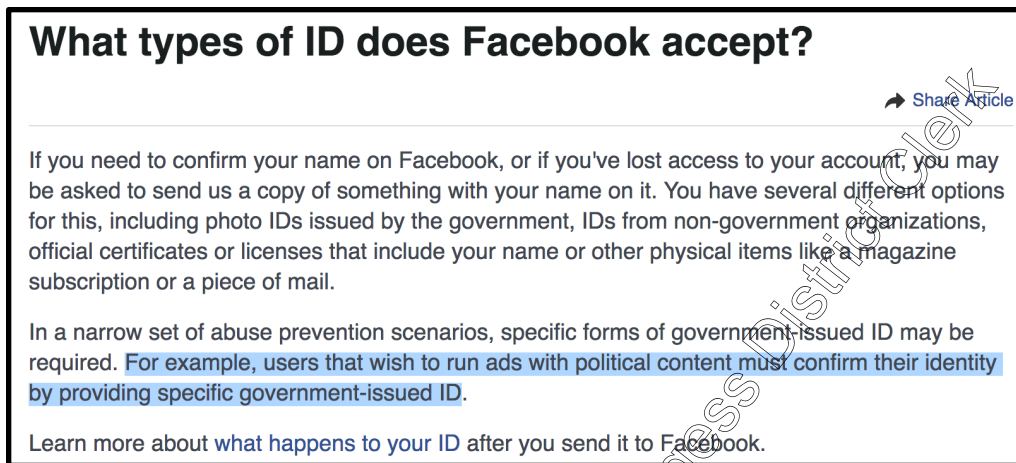 What types of ID does Facebook accept?
Share Article
If you need to confirm your name on Facebook, or if you've lost access to your account, you may
be asked to send us a copy of something with your name on it. You have several different options
for this, including photo IDs issued by the government, IDs from non-government organizations,
official certificates or licenses that include your name or other physical items like a magazine
subscription or a piece of mail.
In a narrow set of abuse prevention scenarios, specific forms of government-issued ID may be
required. For example, users that wish to run ads with political content must confirm their identity
by providing specific government-issued ID.
Learn more about what happens to your ID after you send it to Facebook.
District Clerk